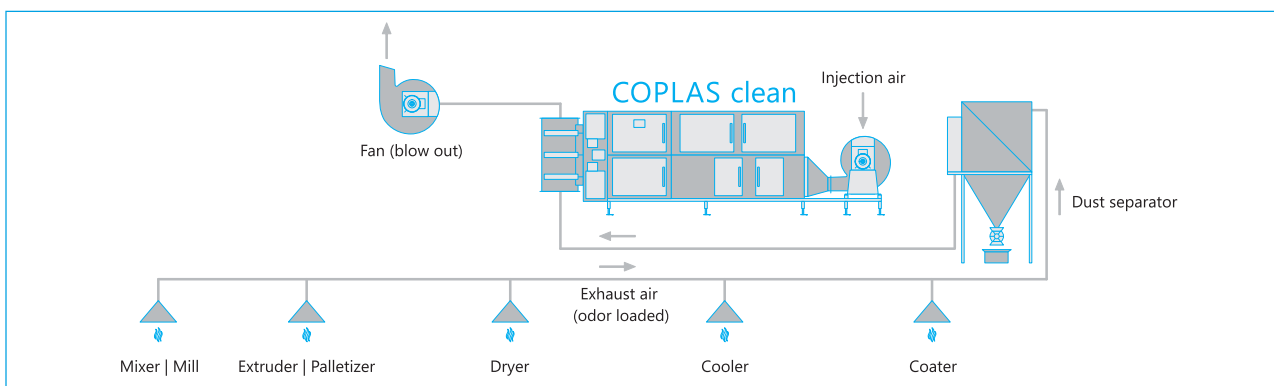 COPLAS clean
Injection air
Fan (blow out)
Dust separator
Exhaust air
(odor loaded)
Mixer | Mill
Extruder | Palletizer
Dryer
Cooler
Coater